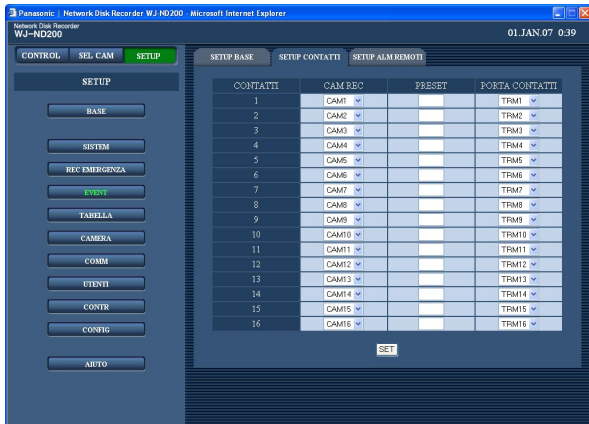 Panasonic | Network Disk Recorder WJ-ND200 - Microsoft Internet Explorer
Network Disk Recorder
WJ-ND200
01.JAN.07 0:39
CONTROL SEL CAM SETUP
SETUP BASE SETUP CONTATTI SETUP ALM REMOTI
SETUP
BASE
SISTEM
REC EMERGENZA
EVENT
TABELLA
CAMERA
COMM
UTENTI
CONTR
CONFIG
AIUTO
CONTATTI CAM REC PRESET PORTA CONTATTI
1 CAM1 TRM1
2 CAM2 TRM2
3 CAM3 TRM3
4 CAM4 TRM4
5 CAM5 TRM5
6 CAM6 TRM6
7 CAM7 TRM7
8 CAM8 TRM8
9 CAM9 TRM9
10 CAM10 TRM10
11 CAM11 TRM11
12 CAM12 TRM12
13 CAM13 TRM13
14 CAM14 TRM14
15 CAM15 TRM15
16 CAM16 TRM16
SET